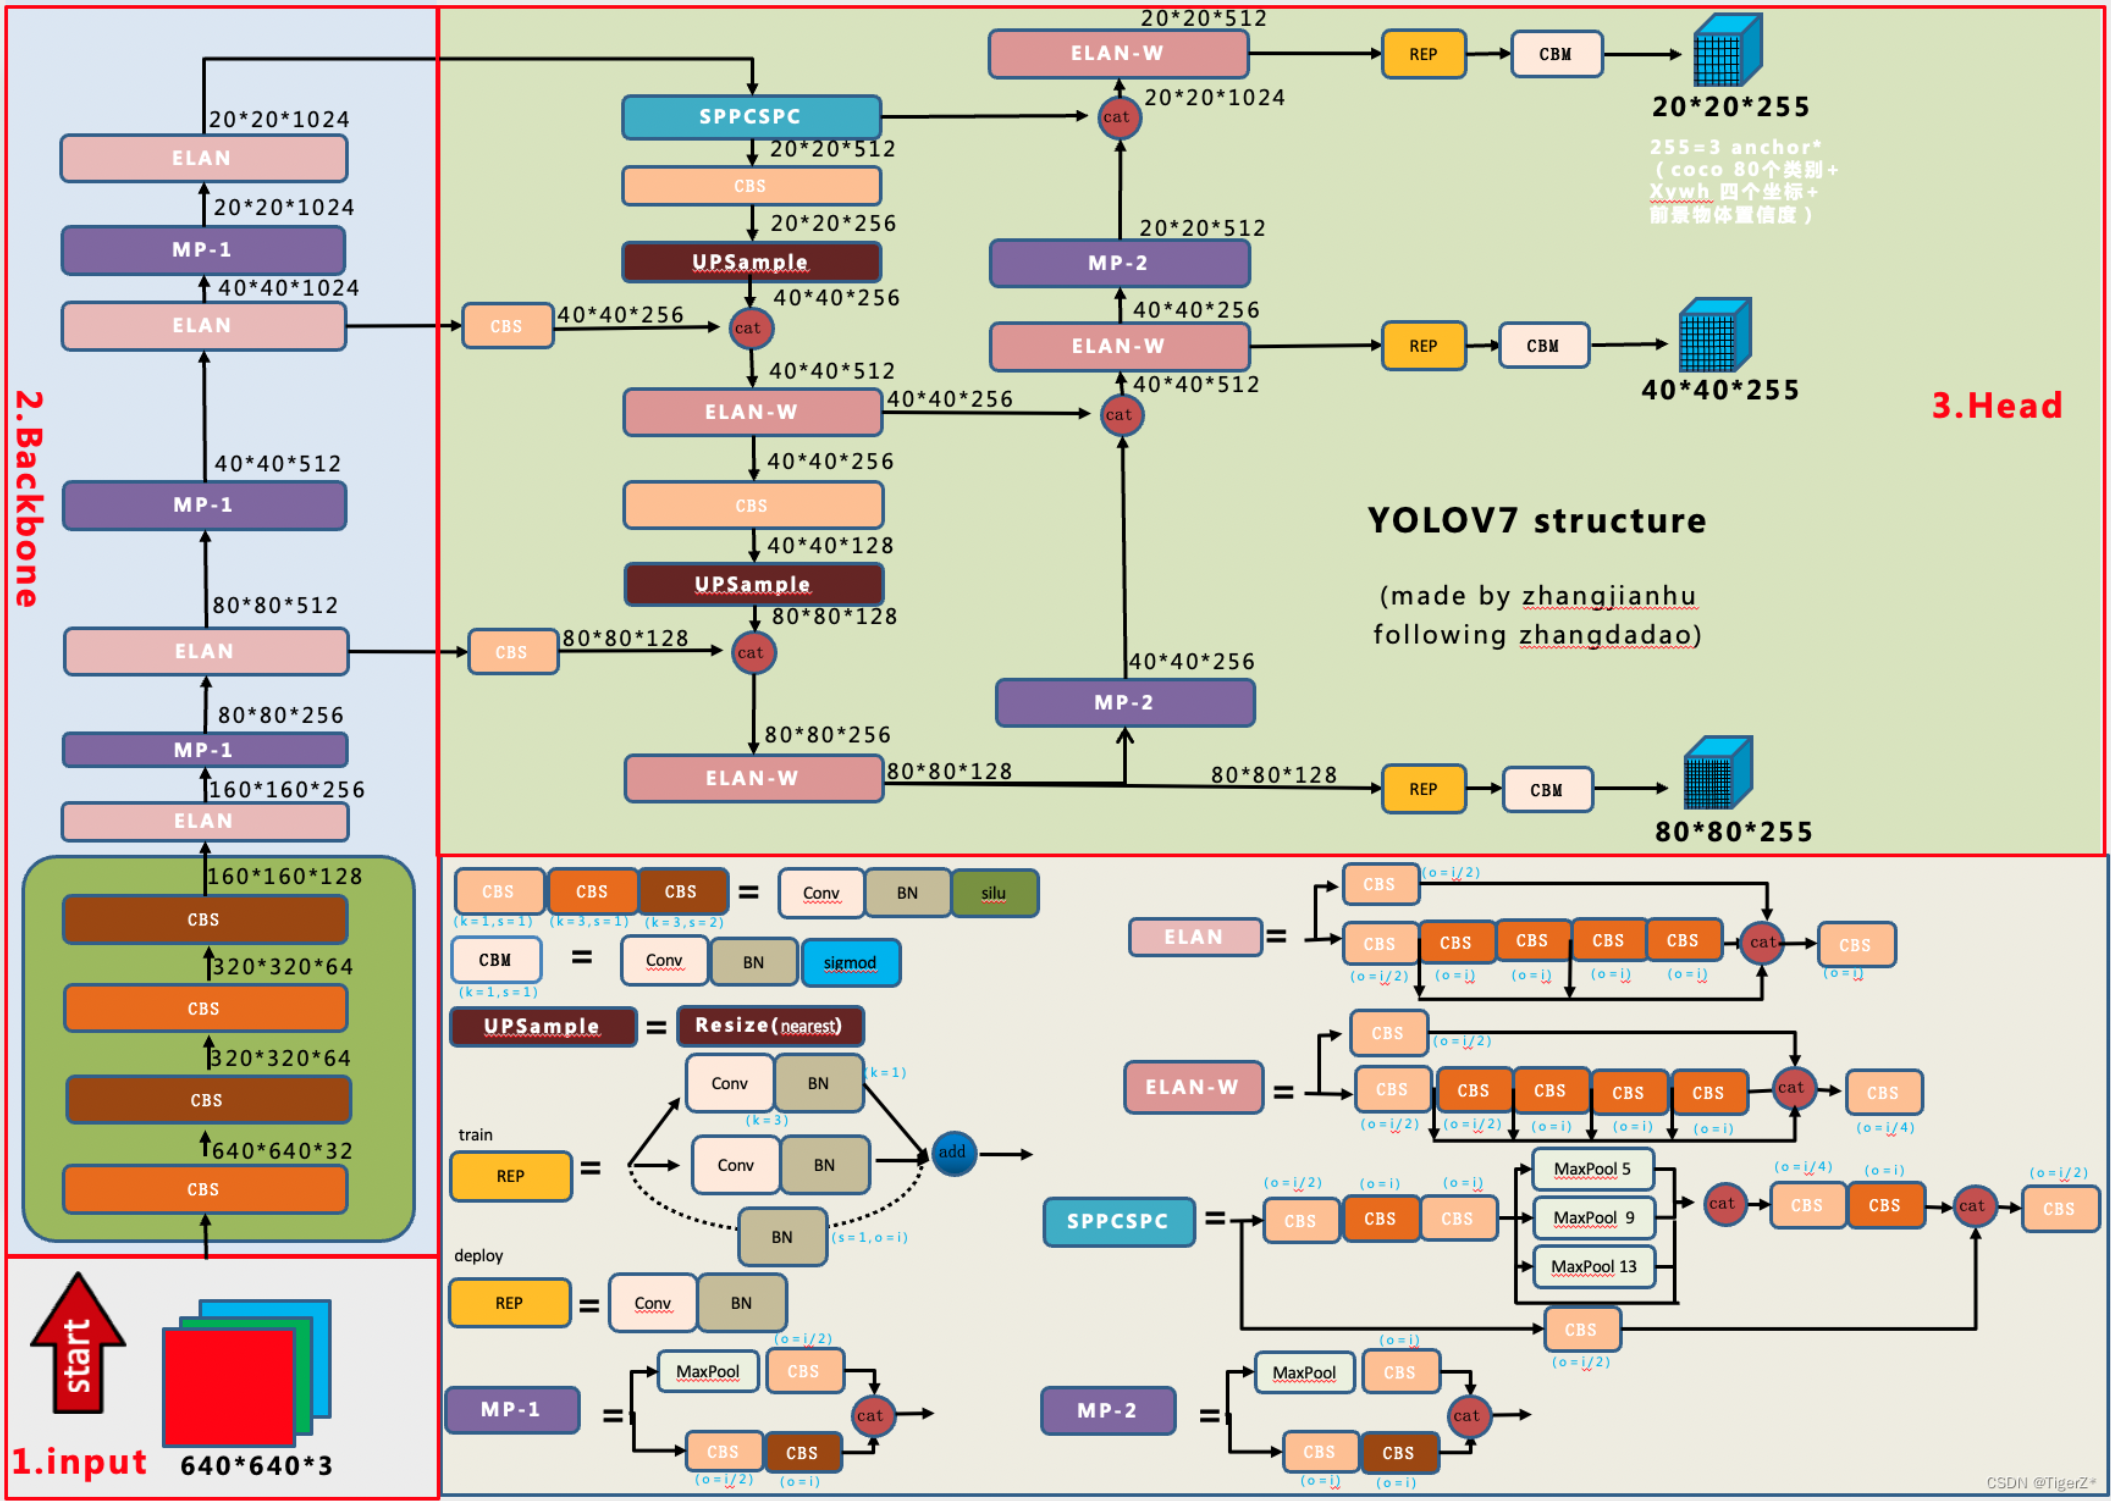 2.Backbone
20*20*1024
ELAN
20*20*1024
MP-1
40*40*1024
ELAN
40*40*512
MP-1
80*80*512
ELAN
80*80*256
MP-1
160*160*256
ELAN
160*160*128
CBS
320*320*64
CBS
320*320*64
CBS
640*640*32
CBS
start
1.input
640*640*3
SPPCSPC
20*20*512
CBS
20*20*256
UPSample
40*40*256
CBS
40*40*256
cat
40*40*512
ELAN-W
40*40*256
40*40*256
CBS
40*40*128
UPSample
80*80*128
CBS
80*80*128
cat
80*80*256
ELAN-W
80*80*128
80*80*128
20*20*512
ELAN-W
20*20*1024
cat
20*20*512
MP-2
40*40*256
ELAN-W
40*40*512
cat
40*40*256
MP-2
REP
CBM
20*20*255
255=3 anchor*
（coco 80个类别+
Xywh 四个坐标+
前景物体置信度）
REP
CBM
40*40*255
3.Head
YOLOV7 structure
(made by zhangjianhu
following zhangdadao)
REP
CBM
80*80*255
CBS CBS CBS = Conv BN silu
(k=1,s=1) (k=3,s=1) (k=3,s=2)
CBM = Conv BN sigmod
(k=1,s=1)
UPSample = Resize(nearest)
Conv BN (k=1)
(k=3)
train
REP = Conv BN add
BN (s=1,o=i)
deploy
REP = Conv BN
(o=i/2)
MaxPool CBS
MP-1 = cat
CBS CBS
(o=i/2) (o=i)
CBS (o=i/2)
ELAN = CBS CBS CBS CBS CBS cat CBS
(o=i/2) (o=i) (o=i) (o=i) (o=i) (o=i)
CBS (o=i/2)
ELAN-W = CBS CBS CBS CBS CBS cat CBS
(o=i/2) (o=i/2) (o=i) (o=i) (o=i) (o=i/4)
(o=i/2) (o=i) (o=i) MaxPool 5 (o=i/4) (o=i) (o=i/2)
SPPCSPC = CBS CBS CBS MaxPool 9 cat CBS CBS cat CBS
MaxPool 13
CBS
(o=i/2)
(o=i)
MaxPool CBS
MP-2 = cat
CBS CBS
(o=i) (o=i)
CSDN @TigerZ*